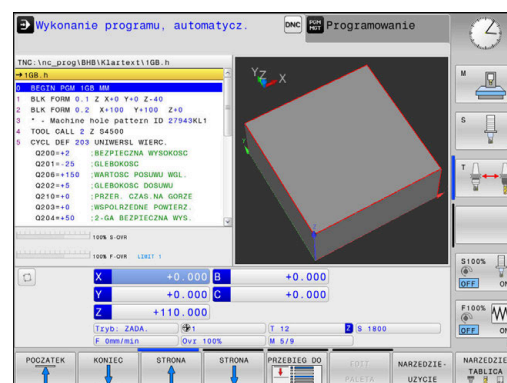 Wykonanie programu, automatycz.
DNC
PGM
MGT
Programowanie
TNC:\nc_prog\BHB\Klartext\1GB.h
→1GB.h
0 BEGIN PGM 1GB MM
1 BLK FORM 0.1 Z X+0 Y+0 Z-40
2 BLK FORM 0.2 X+100 Y+100 Z+0
3 * - Machine hole pattern ID 27943KL1
4 TOOL CALL 2 Z S4500
5 CYCL DEF 203 UNIWERSL WIERC.
Q200=+2 ;BEZPIECZNA WYSOKOSC
Q201=-25 ;GLEBOKOSC
Q206=+150 ;WARTOSC POSUWU WGL.
Q202=+5 ;GLEBOKOSC DOSUWU
Q210=+0 ;PRZER. CZAS.NA GORZE
Q203=+0 ;WSPOLRZEDNE POWIERZ.
Q204=+50 ;2-GA BEZPIECZNA WYS.
Y Z X
100% S-OVR
100% F-OVR LIMIT 1
X +0.000 B +0.000
Y +0.000 C +0.000
Z +110.000
Tryb: ZADA. 1 T 12 Z S 1800
F 0mm/min Ovr 100% M 5/9
M
S
T
S100%
OFF ON
F100%
OFF ON
POCZATEK
KONIEC
STRONA
STRONA
PRZEBIEG DO
EDIT
PALETA
NARZEDZIE-
UZYCIE
NARZEDZIE
TABLICA